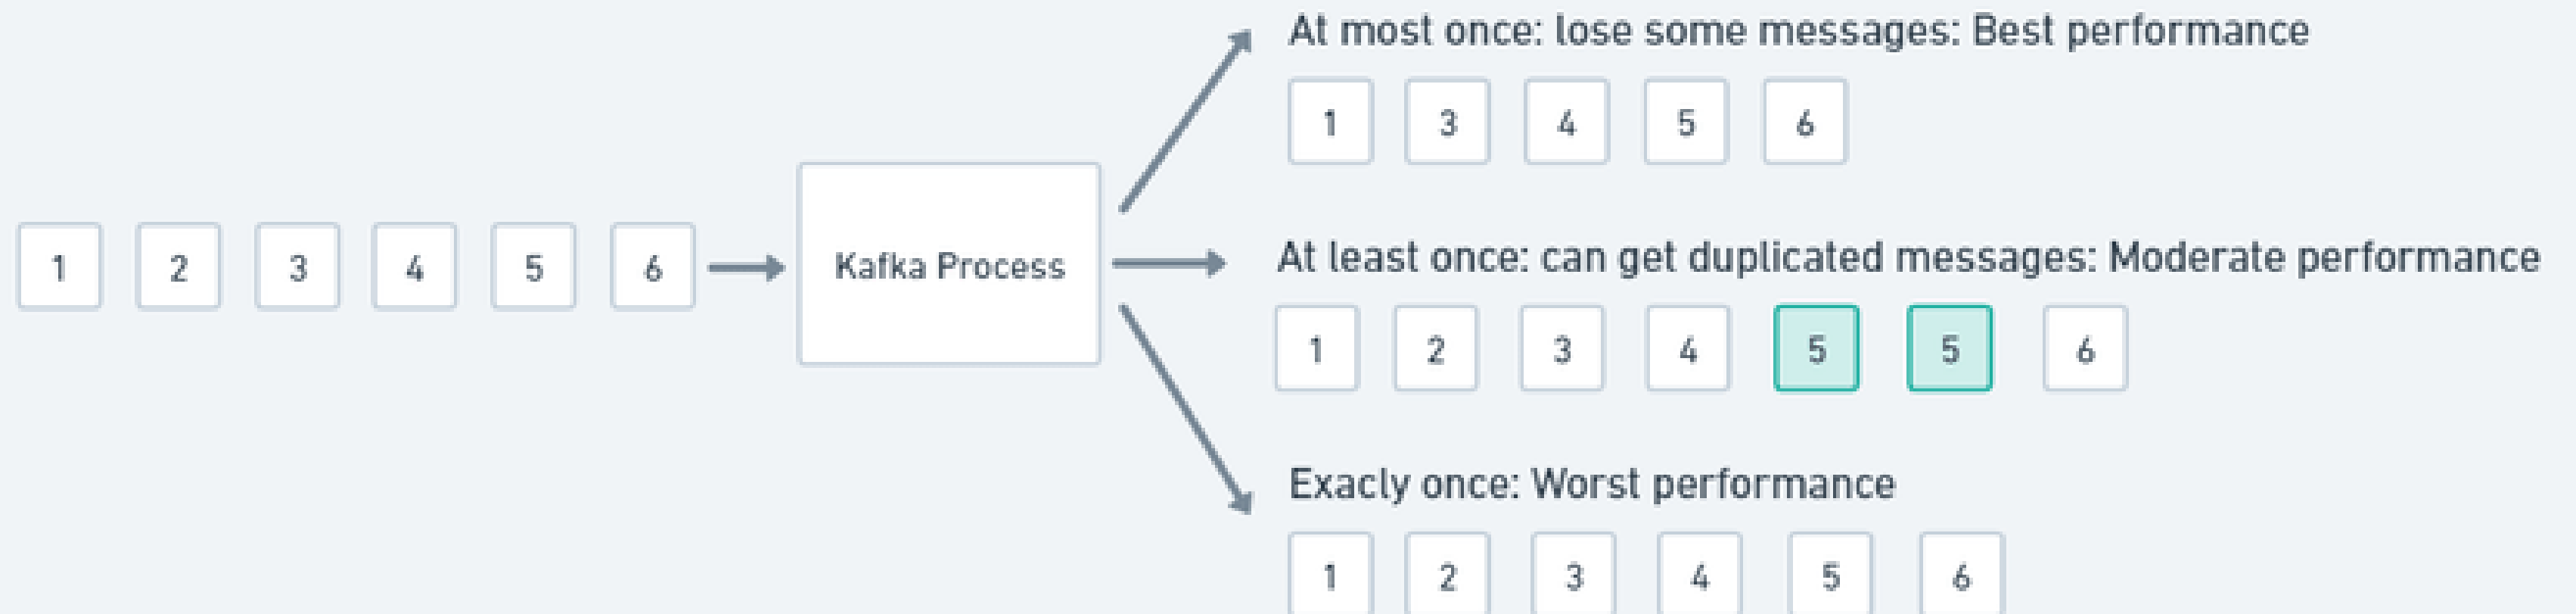 At most once: lose some messages: Best performance
1 3 4 5 6
1 2 3 4 5 6
Kafka Process
At least once: can get duplicated messages: Moderate performance
1 2 3 4 5 5 6
Exacly once: Worst performance
1 2 3 4 5 6